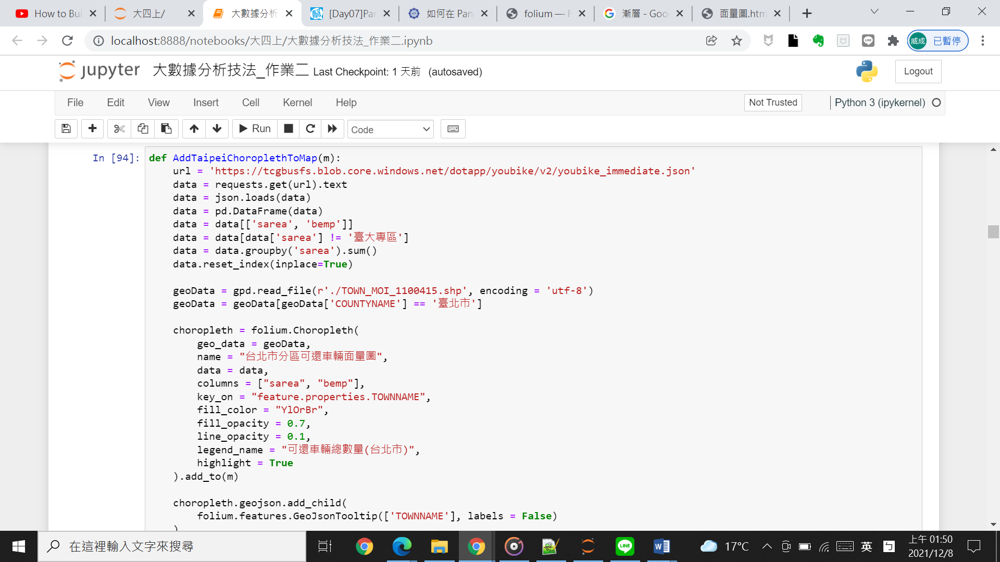 How to Bui
大四上/
大數據分析
[Day07]Pan
如何在 Pan
folium — F
漸層 - Goo
面量圖.htm
localhost:8888/notebooks/大四上/大數據分析技法_作業二.ipynb
威成 已暫停
jupyter 大數據分析技法_作業二 Last Checkpoint: 1 天前 (autosaved)
Logout
File Edit View Insert Cell Kernel Help
Not Trusted
Python 3 (ipykernel)
Run
Code
In [94]: def AddTaipeiChoroplethToMap(m):
url = 'https://tcgbusfs.blob.core.windows.net/dotapp/youbike/v2/youbike_immediate.json'
data = requests.get(url).text
data = json.loads(data)
data = pd.DataFrame(data)
data = data[['sarea', 'bemp']]
data = data[data['sarea'] != '臺大專區']
data = data.groupby('sarea').sum()
data.reset_index(inplace=True)
geoData = gpd.read_file(r'./TOWN_MOI_1100415.shp', encoding = 'utf-8')
geoData = geoData[geoData['COUNTYNAME'] == '臺北市']
choropleth = folium.Choropleth(
geo_data = geoData,
name = "台北市分區可還車輛面量圖",
data = data,
columns = ["sarea", "bemp"],
key_on = "feature.properties.TOWNNAME",
fill_color = "YlOrBr",
fill_opacity = 0.7,
line_opacity = 0.1,
legend_name = "可還車輛總數量(台北市)",
highlight = True
).add_to(m)
choropleth.geojson.add_child(
folium.features.GeoJsonTooltip(['TOWNNAME'], labels = False)
)
在這裡輸入文字來搜尋
LINE
17°C
英
ㄅ
上午 01:50
2021/12/8